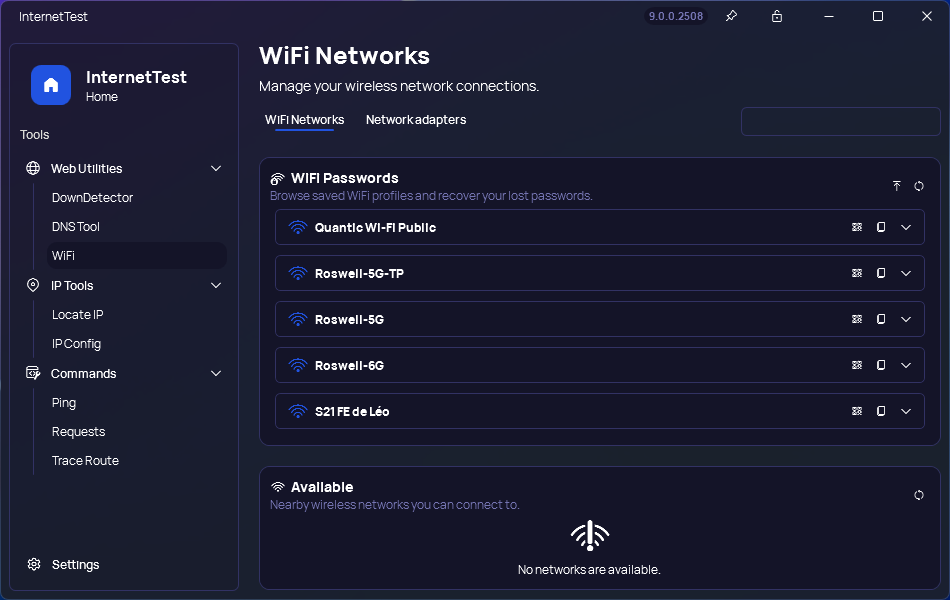 InternetTest
9.0.0.2508
InternetTest
Home
Tools
Web Utilities
DownDetector
DNS Tool
WiFi
IP Tools
Locate IP
IP Config
Commands
Ping
Requests
Trace Route
Settings
WiFi Networks
Manage your wireless network connections.
WiFi Networks
Network adapters
WiFi Passwords
Browse saved WiFi profiles and recover your lost passwords.
Quantic Wi-Fi Public
Roswell-5G-TP
Roswell-5G
Roswell-6G
S21 FE de Léo
Available
Nearby wireless networks you can connect to.
No networks are available.